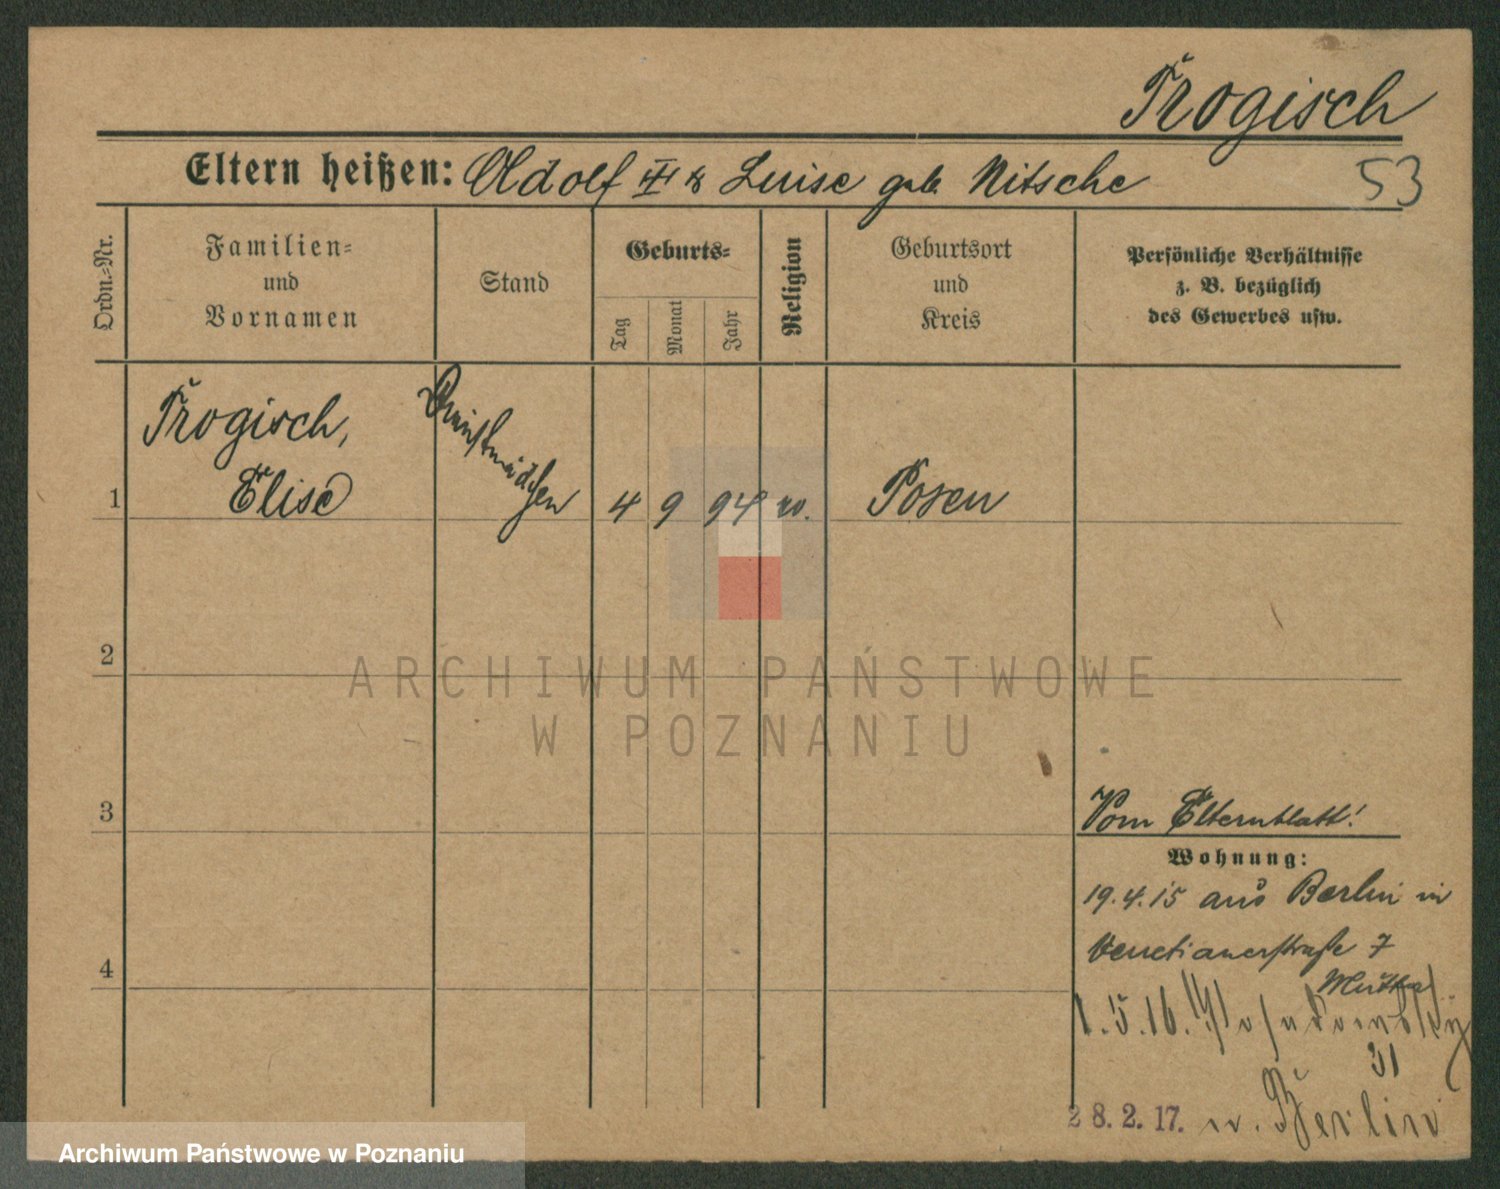 Trogisch
Eltern heißen: Adolf u. Luise geb. Nitsche
53
Ordn.-Nr.
Familien-
und
Vornamen
Stand
Geburts-
Tag
Monat
Jahr
Religion
Geburtsort
und
Kreis
Persönliche Verhältnisse
z. B. bezüglich
des Gewerbes usw.
Trogisch,
Dienstmädchen
1 Elise 4 9 94 ev. Posen
2
ARCHIWUM PAŃSTWOWE
W POZNANIU
3
Vom Elternblatt!
Wohnung:
19.4.15 aus Berlin in
Venetianerstraße 7
4
Mutter
1.5.16.
31
28.2.17. n. Berlin
Archiwum Państwowe w Poznaniu